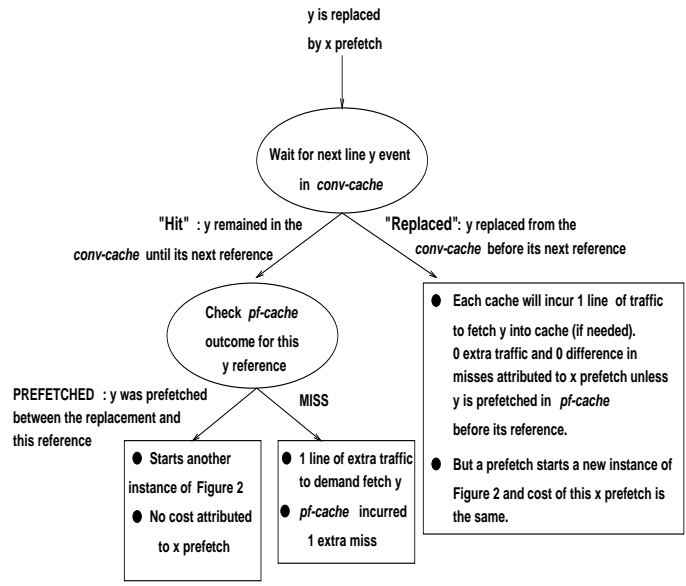 y is replaced
by x prefetch
Wait for next line y event
in conv-cache
"Hit" : y remained in the
conv-cache until its next reference
"Replaced": y replaced from the
conv-cache before its next reference
Check pf-cache
outcome for this
y reference
PREFETCHED : y was prefetched
between the replacement and
this reference
MISS
● Starts another
instance of Figure 2
● No cost attributed
to x prefetch
● 1 line of extra traffic
to demand fetch y
● pf-cache incurred
1 extra miss
● Each cache will incur 1 line of traffic
to fetch y into cache (if needed).
0 extra traffic and 0 difference in
misses attributed to x prefetch unless
y is prefetched in pf-cache
before its reference.
● But a prefetch starts a new instance of
Figure 2 and cost of this x prefetch is
the same.